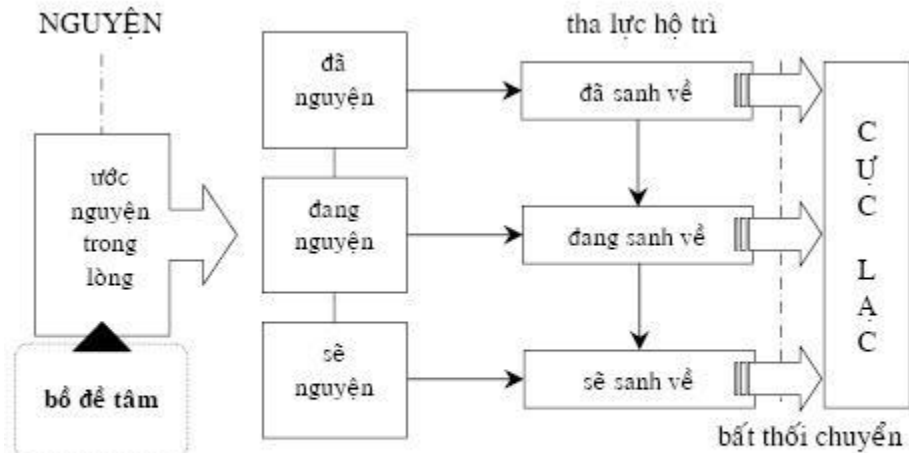 NGUYỆN
tha lực hộ trì
đã
nguyện
đã sanh về
ước
nguyện
trong
lòng
đang
nguyện
đang sanh về
sẽ
nguyện
sẽ sanh về
bồ đề tâm
C
Ự
C
L
Ạ
C
bất thối chuyển